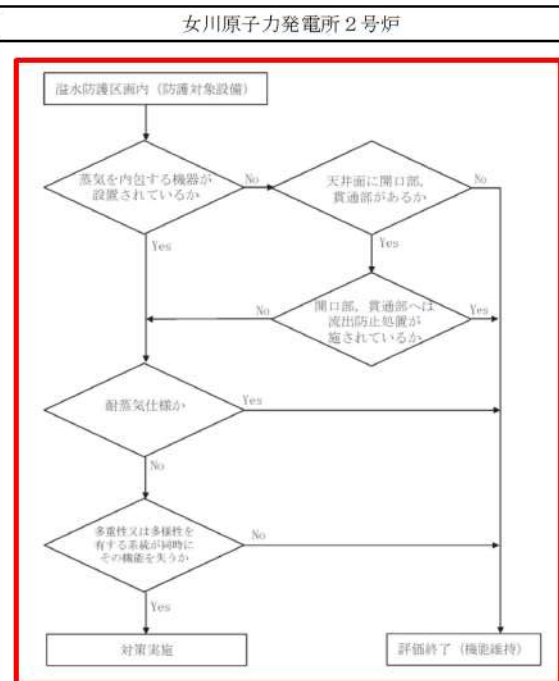 女川原子力発電所2号炉
溢水防護区画内（防護対象設備）
蒸気を内包する機器が
設置されているか
No
天井面に開口部，
貫通部があるか
No
Yes
Yes
開口部，貫通部へは
流出防止処置が
施されているか
No
Yes
耐蒸気仕様か
Yes
No
多重性又は多様性を
有する系統が同時に
その機能を失うか
No
Yes
対策実施
評価終了（機能維持）